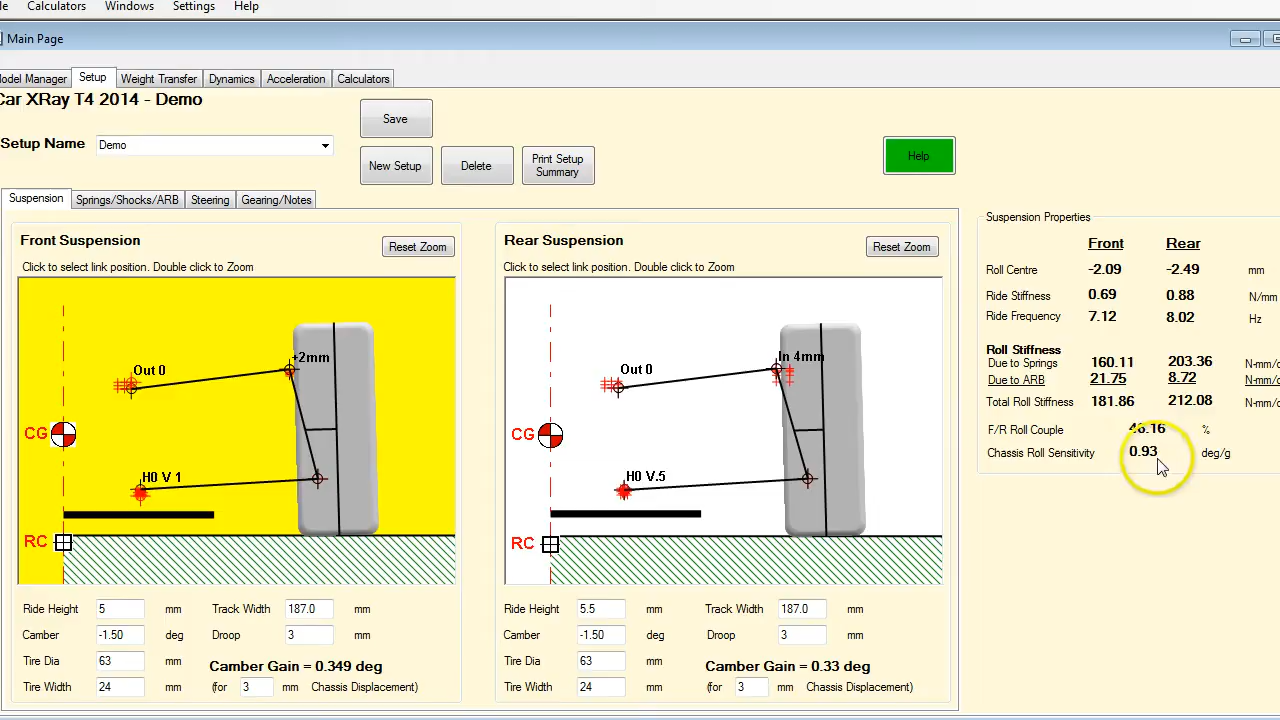 Calculators Windows Settings Help
Main Page
Setup Weight Transfer Dynamics Acceleration Calculators
Car XRay T4 2014 - Demo
Save
Setup Name Demo
New Setup Delete Print Setup Summary
Help
Suspension Springs/Shocks/ARB Steering Gearing/Notes
Front Suspension Reset Zoom
Click to select link position. Double click to Zoom
Out 0 +2mm
CG
H0 V 1
RC
Ride Height 5 mm Track Width 187.0 mm
Camber -1.50 deg Droop 3 mm
Tire Dia 63 mm Camber Gain = 0.349 deg
Tire Width 24 mm (for 3 mm Chassis Displacement)
Rear Suspension Reset Zoom
Click to select link position. Double click to Zoom
Out 0 In 4mm
CG
H0 V.5
RC
Ride Height 5.5 mm Track Width 187.0 mm
Camber -1.50 deg Droop 3 mm
Tire Dia 63 mm Camber Gain = 0.33 deg
Tire Width 24 mm (for 3 mm Chassis Displacement)
Suspension Properties
Front Rear
Roll Centre -2.09 -2.49 mm
Ride Stiffness 0.69 0.88 N/mm
Ride Frequency 7.12 8.02 Hz
Roll Stiffness
Due to Springs 160.11 203.36
Due to ARB 21.75 8.72
Total Roll Stiffness 181.86 212.08
F/R Roll Couple 46.16 %
Chassis Roll Sensitivity 0.93 deg/g